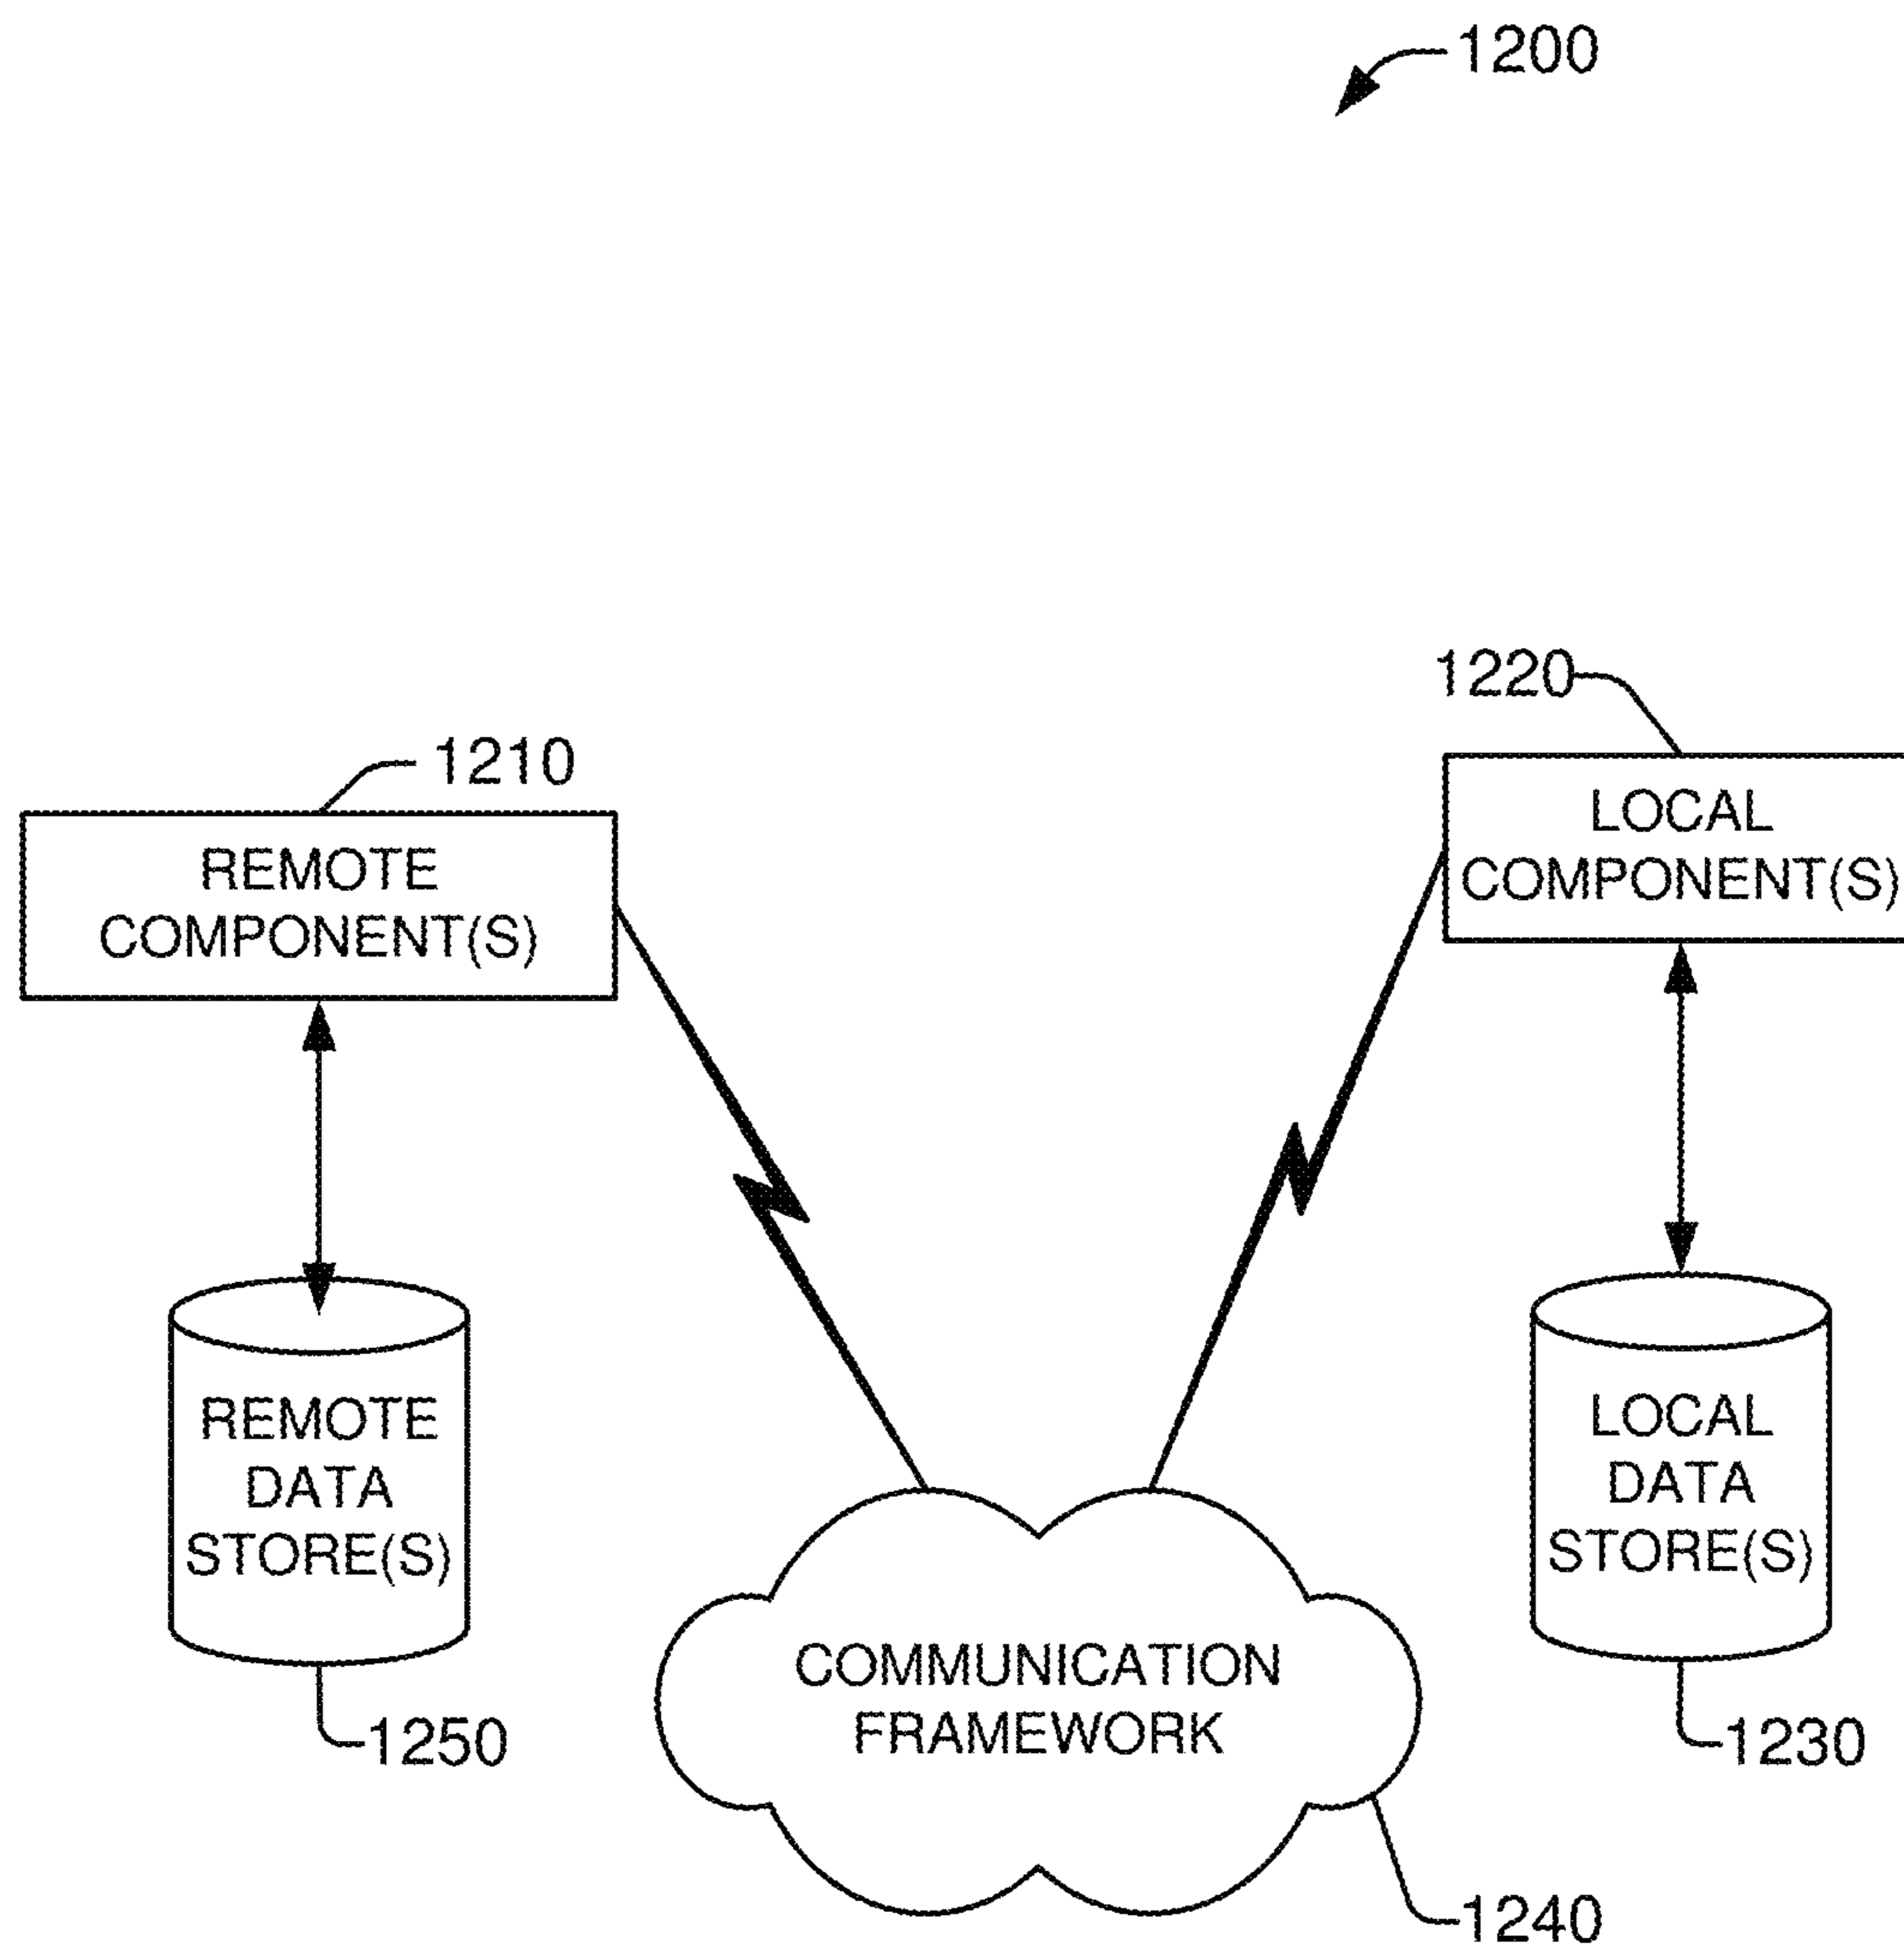 1200
1220
1210
LOCAL
COMPONENT(S)
REMOTE
COMPONENT(S)
REMOTE
DATA
STORE(S)
LOCAL
DATA
STORE(S)
COMMUNICATION
FRAMEWORK
1250
1230
1240